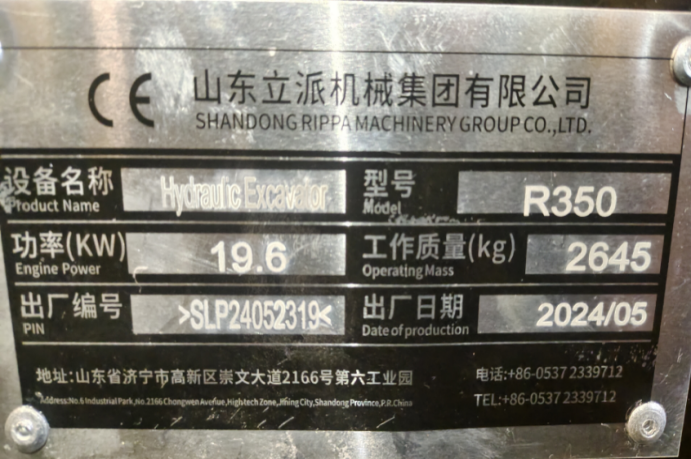 CE 山东立派机械集团有限公司
SHANDONG RIPPA MACHINERY GROUP CO.,LTD.
设备名称 Hydraulic Excavator 型号 R350
Product Name Model
功率(KW) 19.6 工作质量(kg) 2645
Engine Power Operating Mass
出厂编号 >SLP24052319< 出厂日期 2024/05
PIN Date of production
地址:山东省济宁市高新区崇文大道2166号第六工业园 电话:+86-0537 2339712
Address:No.6 Industrial Park,No.2166 Chongwen Avenue,Hightech Zone,Jining City,Shandong Province,P.R.China TEL:+86-0537 2339712